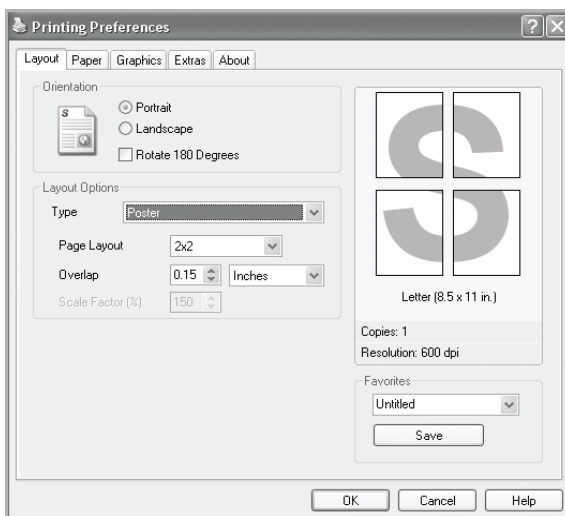 Printing Preferences
Layout Paper Graphics Extras About
Orientation
S
Portrait
Landscape
Rotate 180 Degrees
Layout Options
Type Poster
Page Layout 2x2
Overlap 0.15 Inches
Scale Factor (%) 150
S
Letter (8.5 x 11 in.)
Copies: 1
Resolution: 600 dpi
Favorites
Untitled
Save
OK Cancel Help